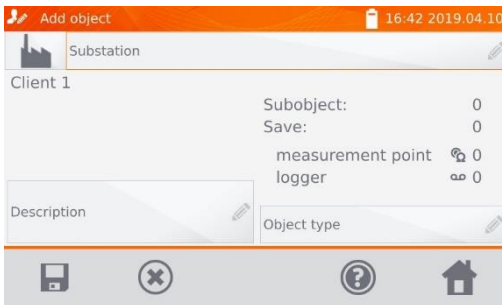 Add object
16:42 2019.04.10
Substation
Client 1
Subobject: 0
Save: 0
measurement point 0
logger 0
Description
Object type
?